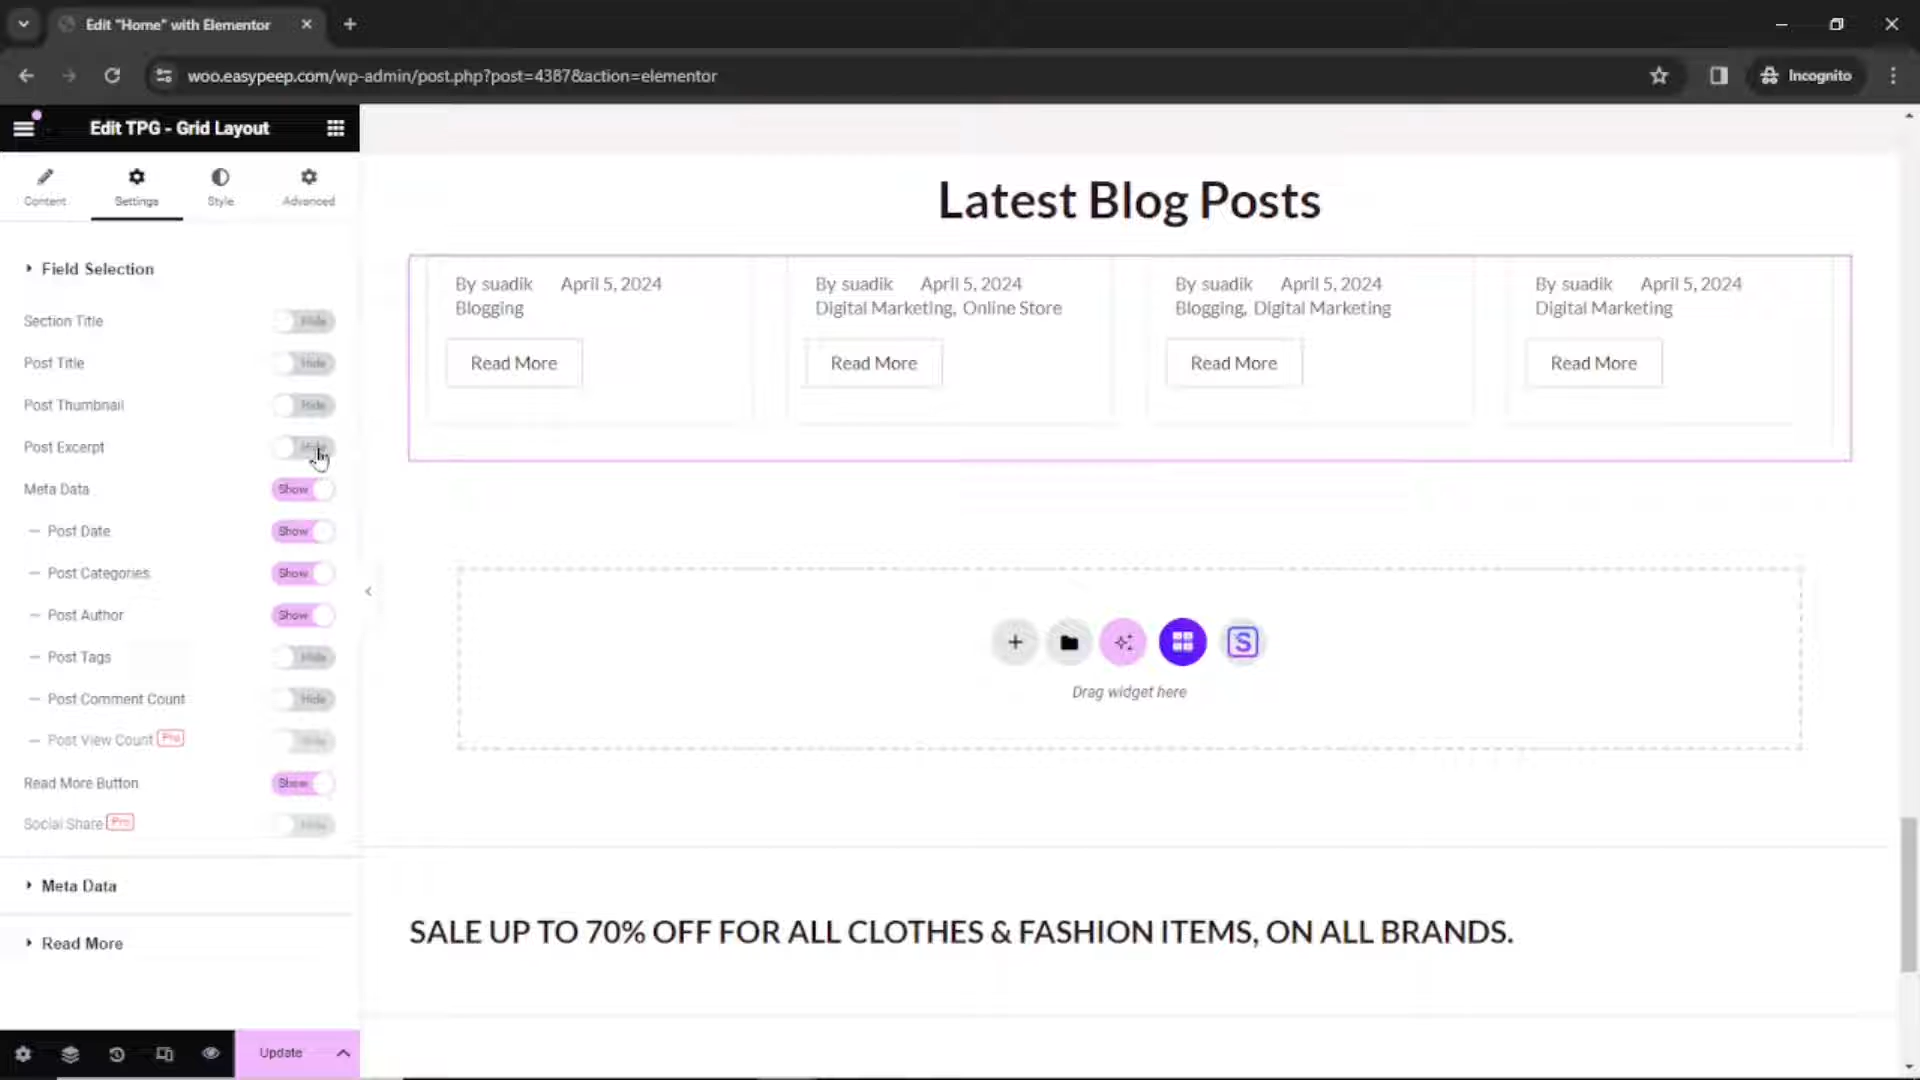 Edit "Home" with Elementor
woo.easypeep.com/wp-admin/post.php?post=4387&action=elementor
Incognito
Edit TPG - Grid Layout
Content
Settings
Style
Advanced
Field Selection
Section Title
Hide
Post Title
Hide
Post Thumbnail
Hide
Post Excerpt
Meta Data
Show
Post Date
Show
Post Categories
Show
Post Author
Show
Post Tags
Hide
Post Comment Count
Hide
Post View Count Pro
Hide
Read More Button
Show
Social Share Pro
Hide
Meta Data
Read More
Update
Latest Blog Posts
By suadik April 5, 2024
Blogging
Read More
By suadik April 5, 2024
Digital Marketing, Online Store
Read More
By suadik April 5, 2024
Blogging, Digital Marketing
Read More
By suadik April 5, 2024
Digital Marketing
Read More
S
Drag widget here
SALE UP TO 70% OFF FOR ALL CLOTHES & FASHION ITEMS, ON ALL BRANDS.